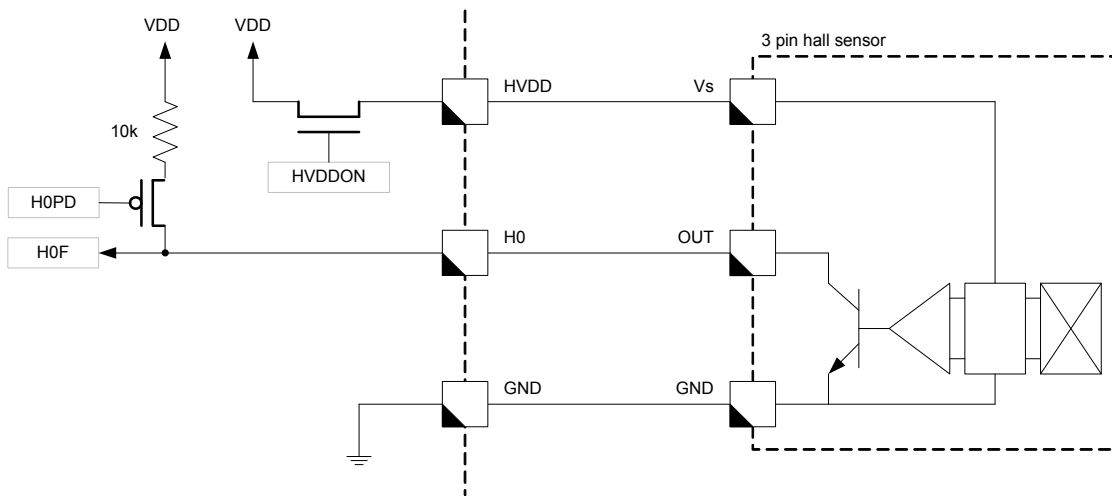 VDD
VDD
3 pin hall sensor
HVDD
Vs
10k
HVDDON
H0PD
H0
OUT
H0F
GND
GND